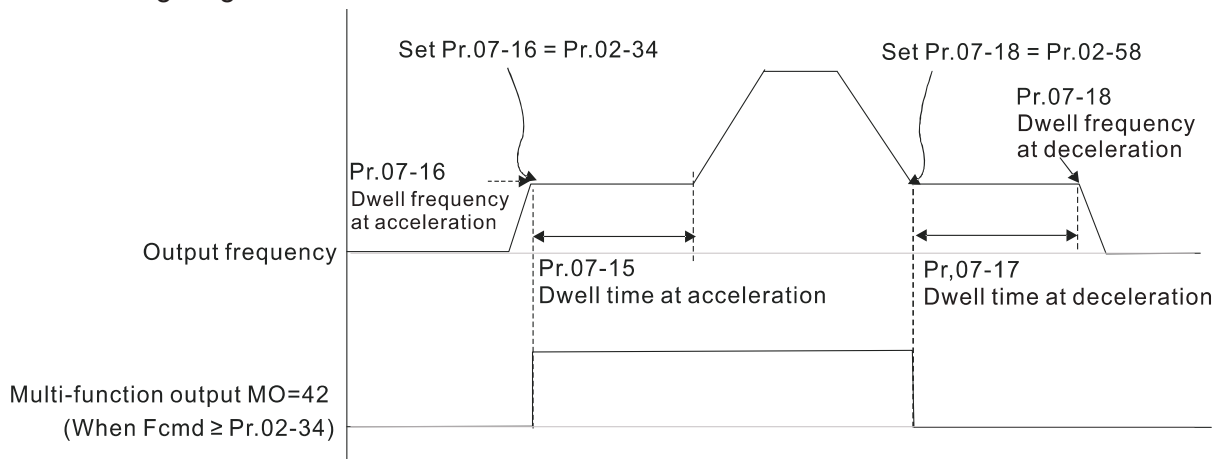 Set Pr.07-16 = Pr.02-34
Set Pr.07-18 = Pr.02-58
Pr.07-18
Dwell frequency
at deceleration
Pr.07-16
Dwell frequency
at acceleration
Output frequency
Pr.07-15
Dwell time at acceleration
Pr,07-17
Dwell time at deceleration
Multi-function output MO=42
(When Fcmd ≥ Pr.02-34)